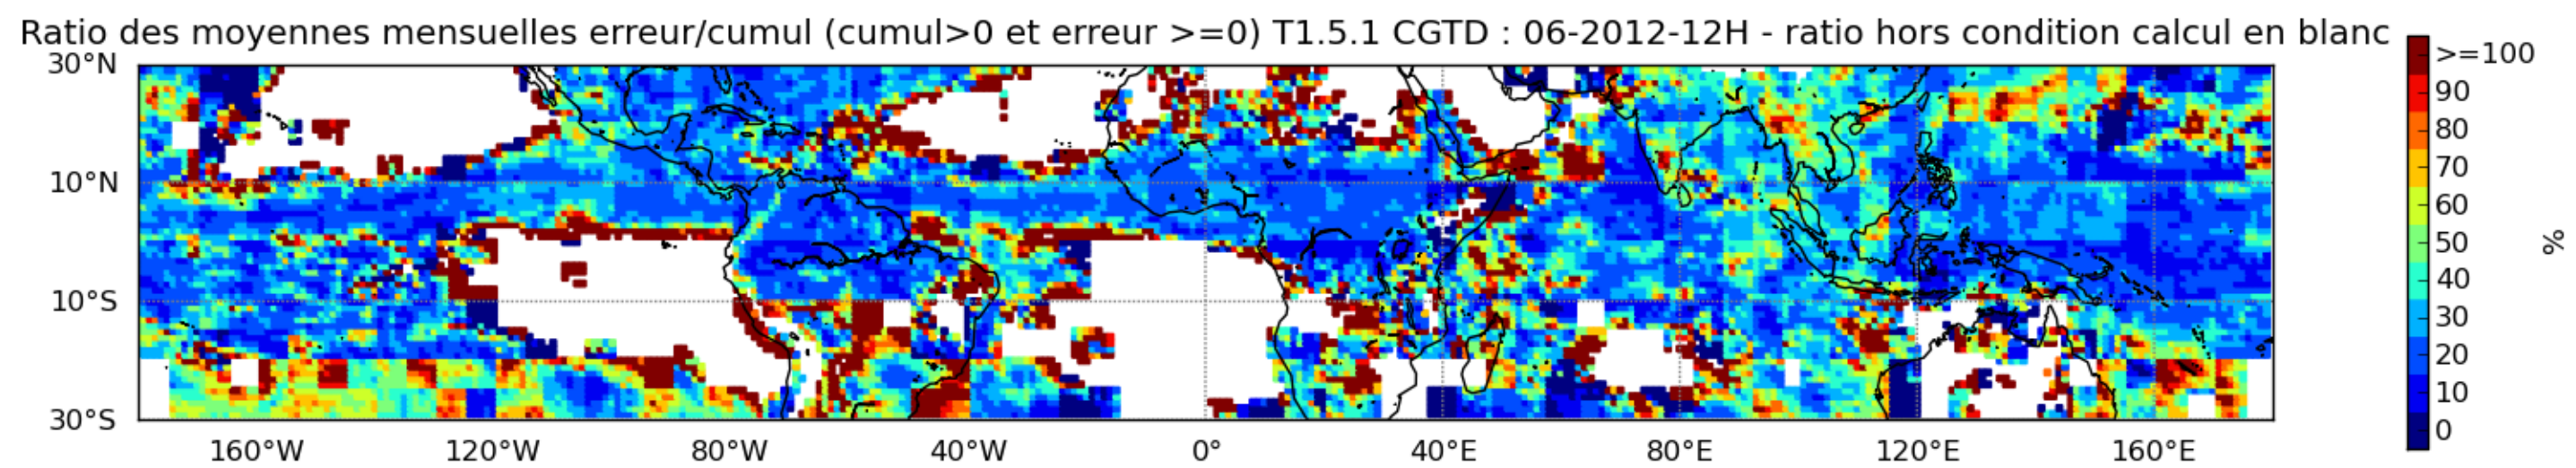 Ratio des moyennes mensuelles erreur/cumul (cumul>0 et erreur >=0) T1.5.1 CGTD : 06-2012-12H - ratio hors condition calcul en blanc
30°N
10°N
10°S
30°S
160°W 120°W 80°W 40°W 0° 40°E 80°E 120°E 160°E
>=100
90
80
70
60
50
40
30
20
10
0
%